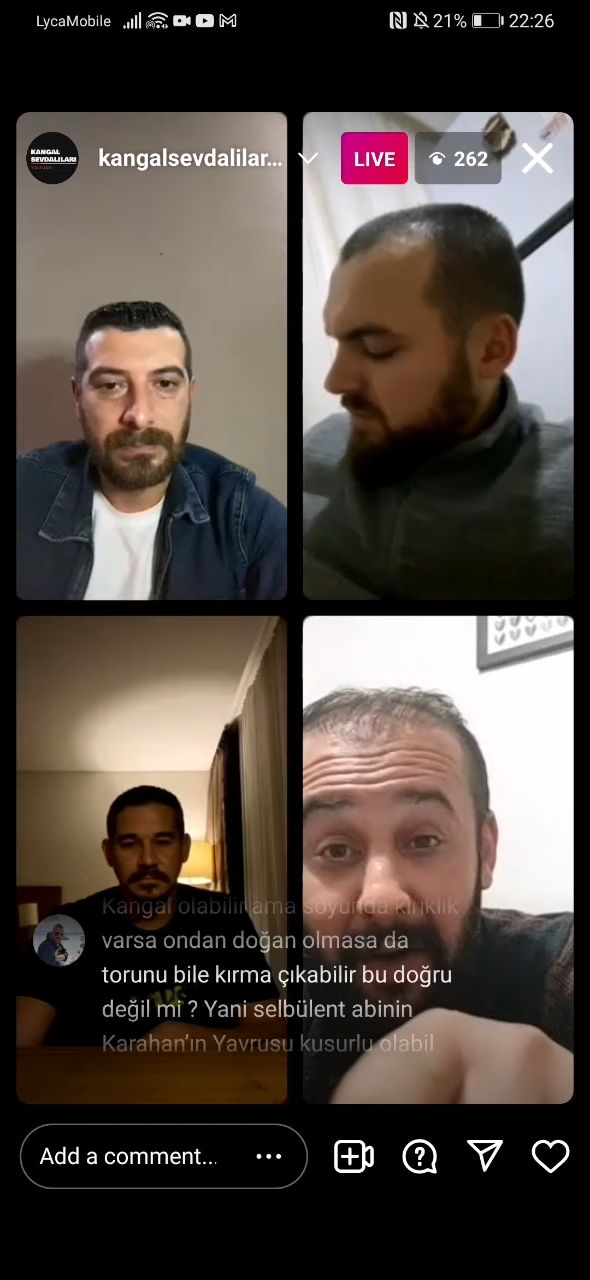 LycaMobile 21% 22:26
KANGAL
SEVDALILARI
kangalsevdalilar... LIVE 262
Kangal olabilir ama soyunda kırıklık
varsa ondan doğan olmasa da
torunu bile kırma çıkabilir bu doğru
değil mi ? Yani selbülent abinin
Karahan’ın Yavrusu kusurlu olabil
Add a comment...